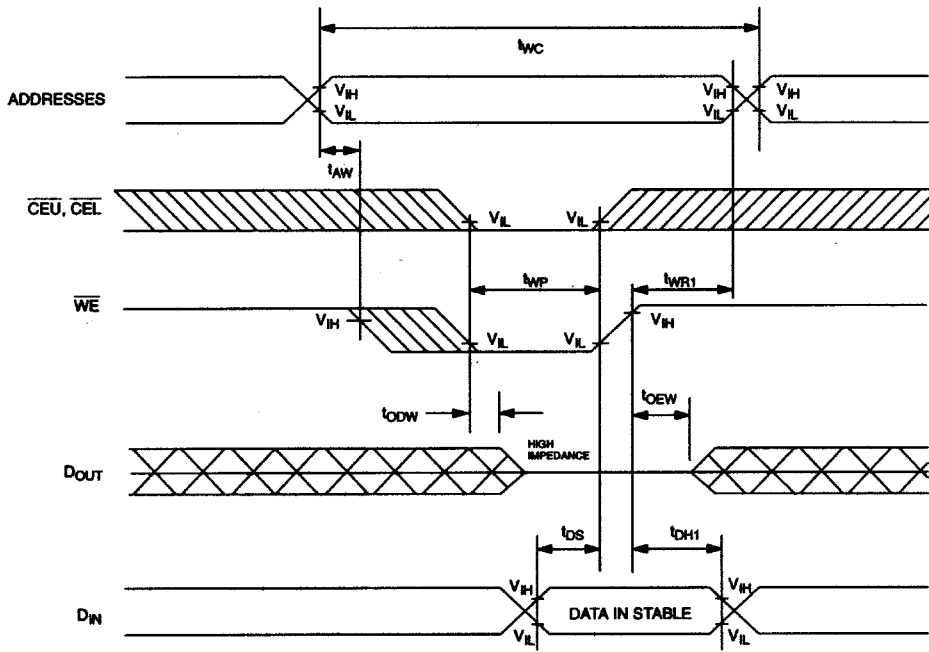 tWC
ADDRESSES
VIH VIH VIH
VIL VIL VIL
tAW
CEU, CEL
VIL VIL
tWP tWR1
WE
VIH VIH
VIL VIL
tODW tOEW
HIGH
IMPEDANCE
DOUT
tDS tDH1
VIH VIH
DIN DATA IN STABLE
VIL VIL